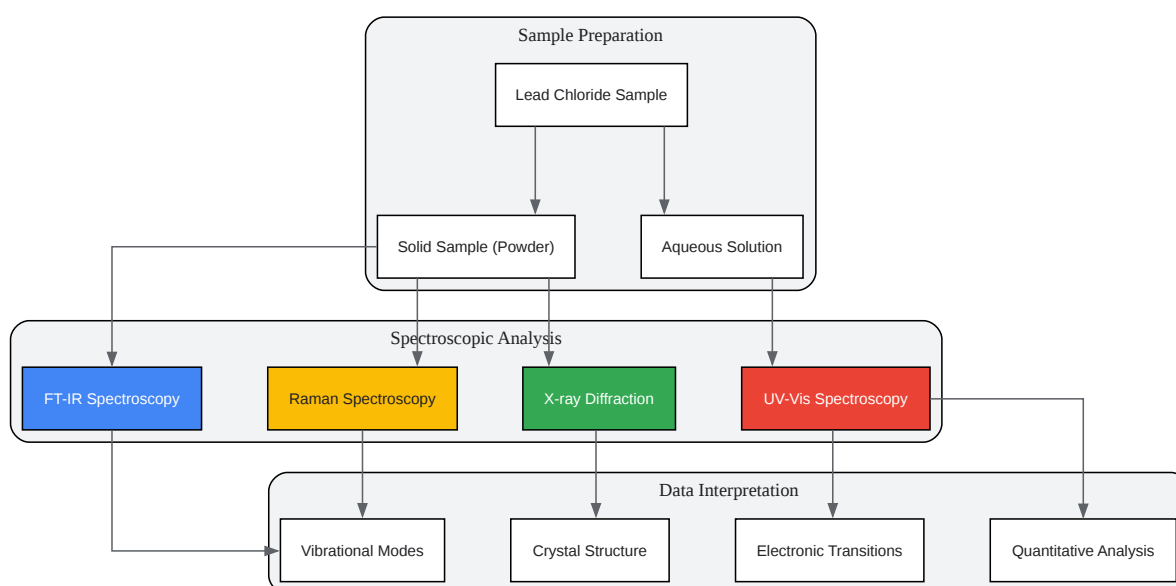 Sample Preparation
Lead Chloride Sample
Solid Sample (Powder)
Aqueous Solution
Spectroscopic Analysis
FT-IR Spectroscopy
Raman Spectroscopy
X-ray Diffraction
UV-Vis Spectroscopy
Data Interpretation
Vibrational Modes
Crystal Structure
Electronic Transitions
Quantitative Analysis